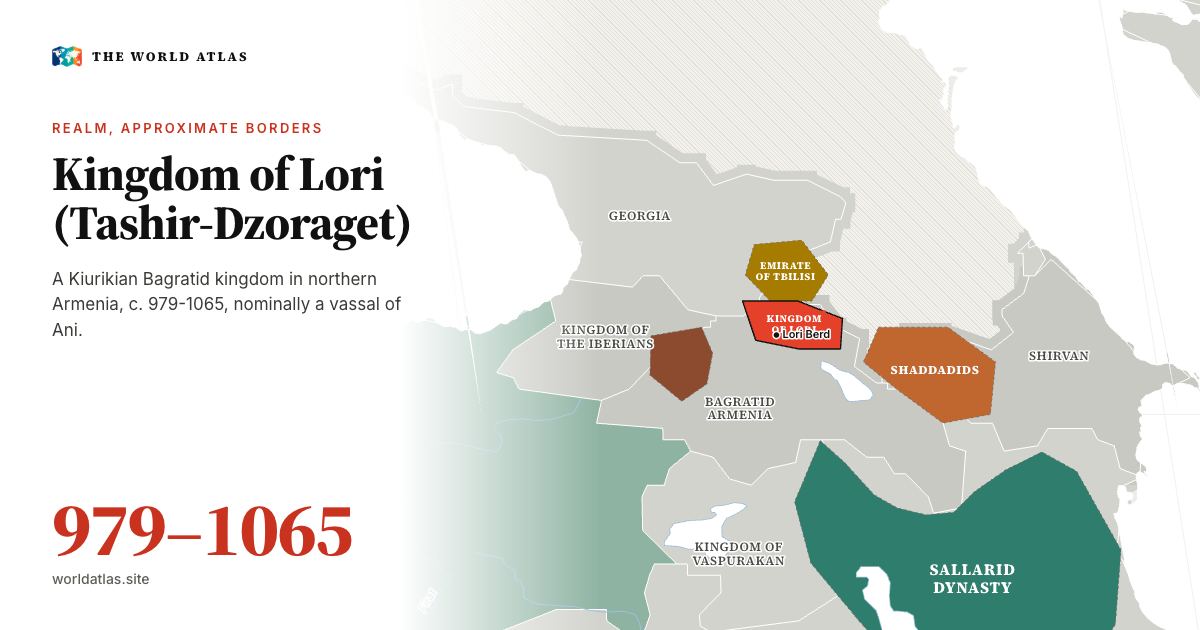 THE WORLD ATLAS
REALM, APPROXIMATE BORDERS
Kingdom of Lori
(Tashir-Dzoraget)
A Kiurikian Bagratid kingdom in northern
Armenia, c. 979-1065, nominally a vassal of
Ani.
979–1065
worldatlas.site
GEORGIA
EMIRATE
OF TBILISI
KINGDOM
OF LORI
Lori Berd
KINGDOM OF
THE IBERIANS
SHADDADIDS
SHIRVAN
BAGRATID
ARMENIA
KINGDOM OF
VASPURAKAN
SALLARID
DYNASTY